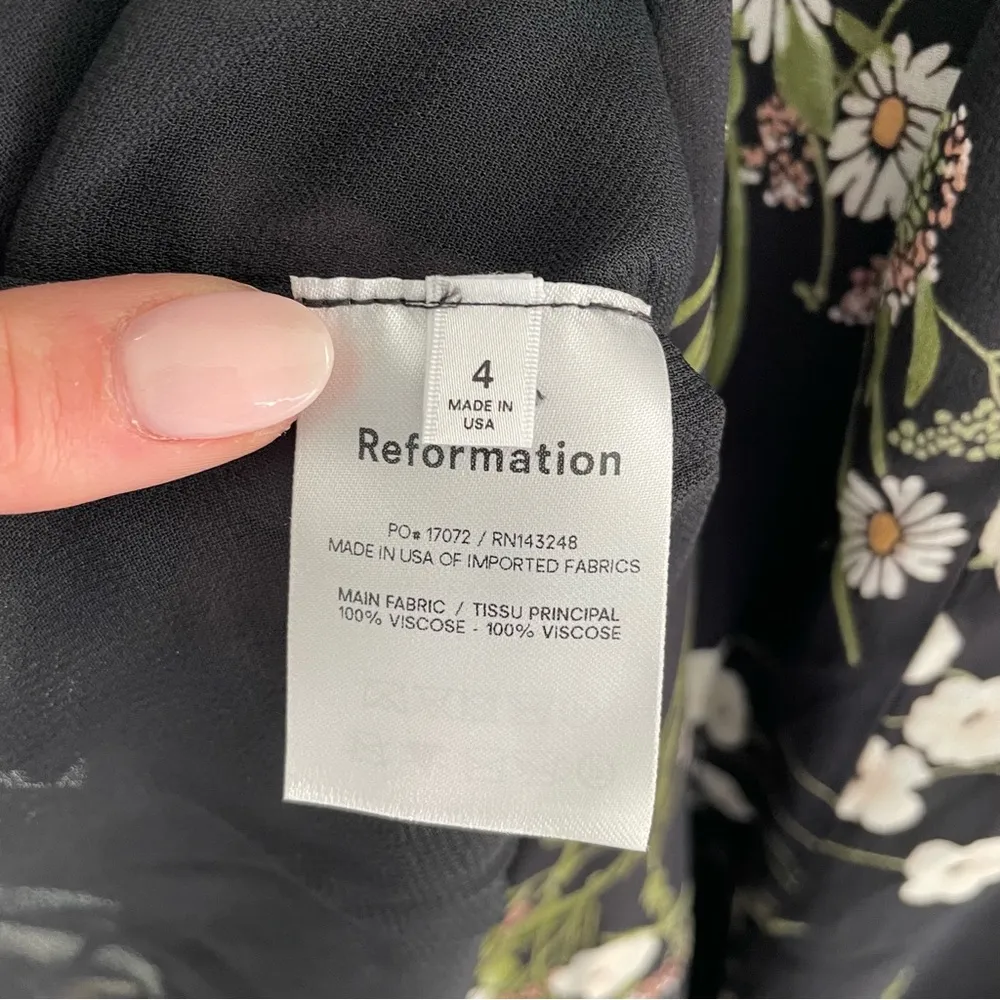 4
MADE IN
USA
Reformation
PO# 17072 / RN143248
MADE IN USA OF IMPORTED FABRICS
MAIN FABRIC / TISSU PRINCIPAL
100% VISCOSE - 100% VISCOSE